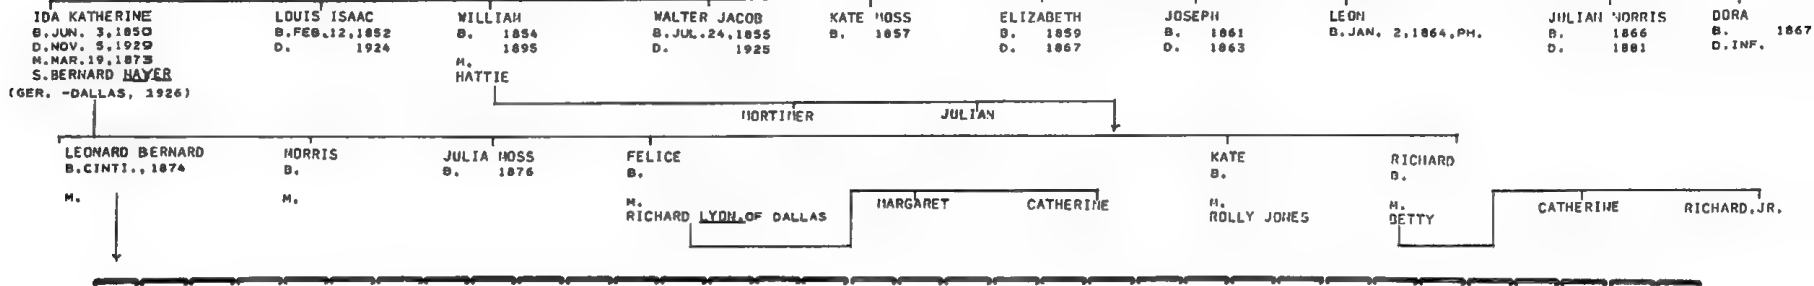 IDA KATHERINE
B.JUN. 3,1850
D.NOV. 5,1929
M.MAR.19,1873
S.BERNARD MAYER
(GER. -DALLAS, 1926)
LOUIS ISAAC
B.FEB.12,1852
D. 1924
WILLIAM
B. 1854
1895
M.
HATTIE
WALTER JACOB
B.JUL.24,1855
D. 1925
KATE MOSS
B. 1857
ELIZABETH
B. 1859
D. 1867
JOSEPH
B. 1861
D. 1863
LEON
B.JAN. 2,1864,PH.
JULIAN MORRIS
B. 1866
D. 1881
DORA
B. 1867
D.INF.
MORTIMER
JULIAN
LEONARD BERNARD
B.CINTI.,1874
M.
MORRIS
B.
M.
JULIA MOSS
B. 1876
FELICE
B.
M.
RICHARD LYON.OF DALLAS
MARGARET
CATHERINE
KATE
B.
M.
ROLLY JONES
RICHARD
B.
M.
BETTY
CATHERINE
RICHARD,JR.